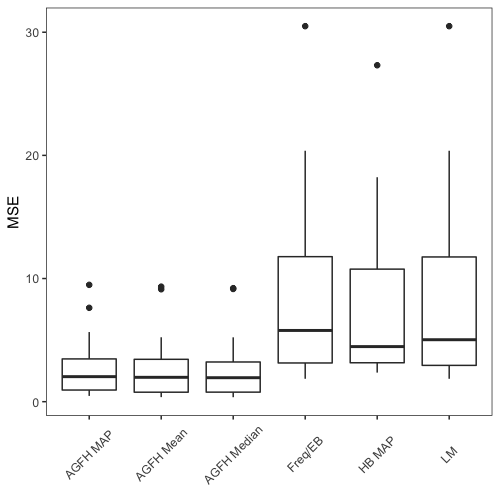 MSE
30
20
10
0
AGFH MAP
AGFH Mean
AGFH Median
Freq/EB
HB MAP
LM